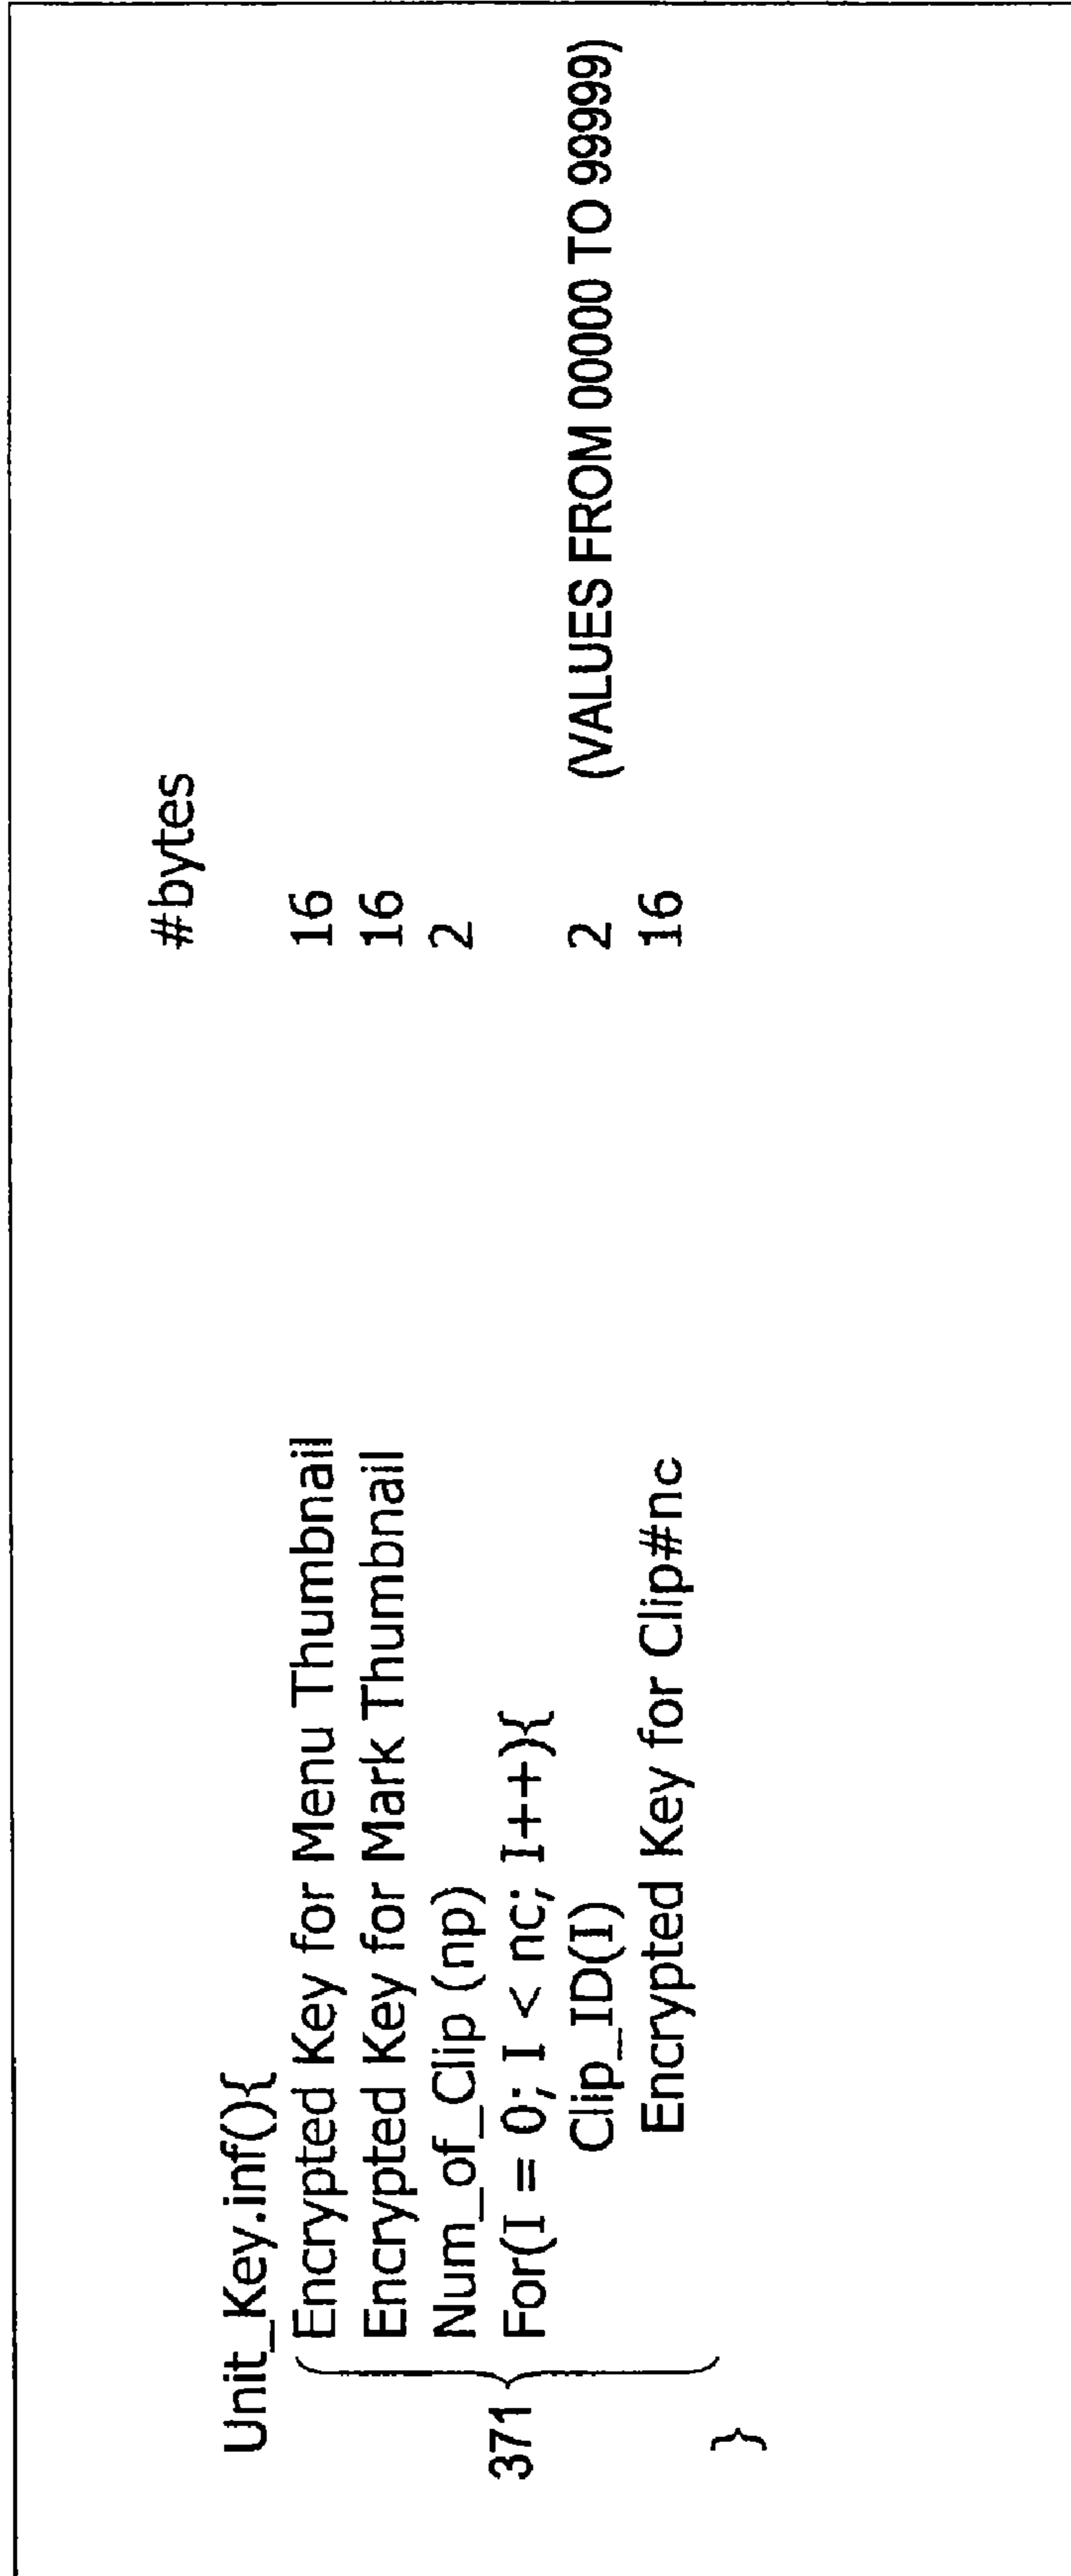 #bytes
Unit_Key.inf(){
Encrypted Key for Menu Thumbnail 16
Encrypted Key for Mark Thumbnail 16
Num_of_Clip (np) 2
371 For(I = 0; I < nc; I++){
Clip_ID(I) 2 (VALUES FROM 00000 TO 99999)
Encrypted Key for Clip#nc 16
}